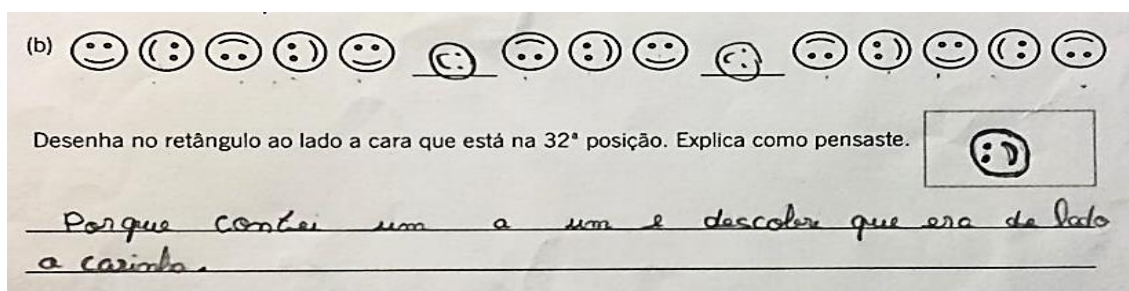 (b)
Desenha no retângulo ao lado a cara que está na 32ª posição. Explica como pensaste.
Porque contei um a um e descobri que era de lado
a carinha.